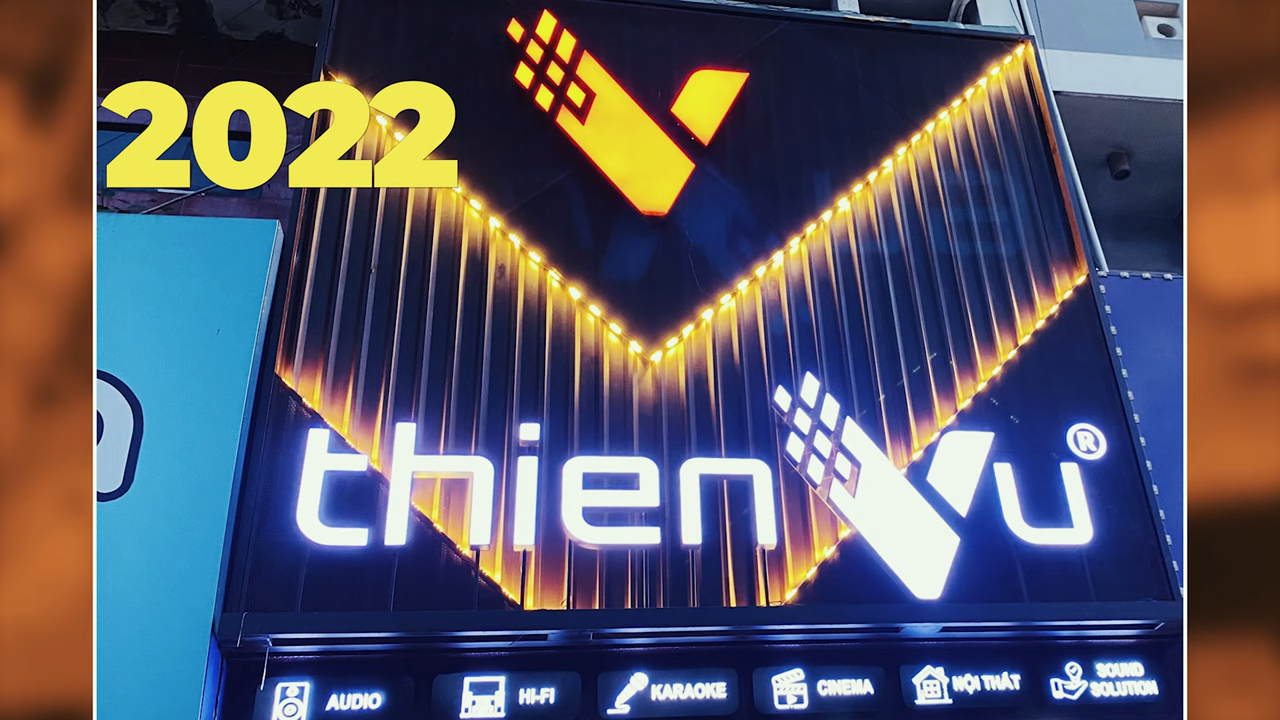 2022
thienVu®
AUDIO
HI-FI
KARAOKE
CINEMA
NỘI THẤT
SOUND
SOLUTION